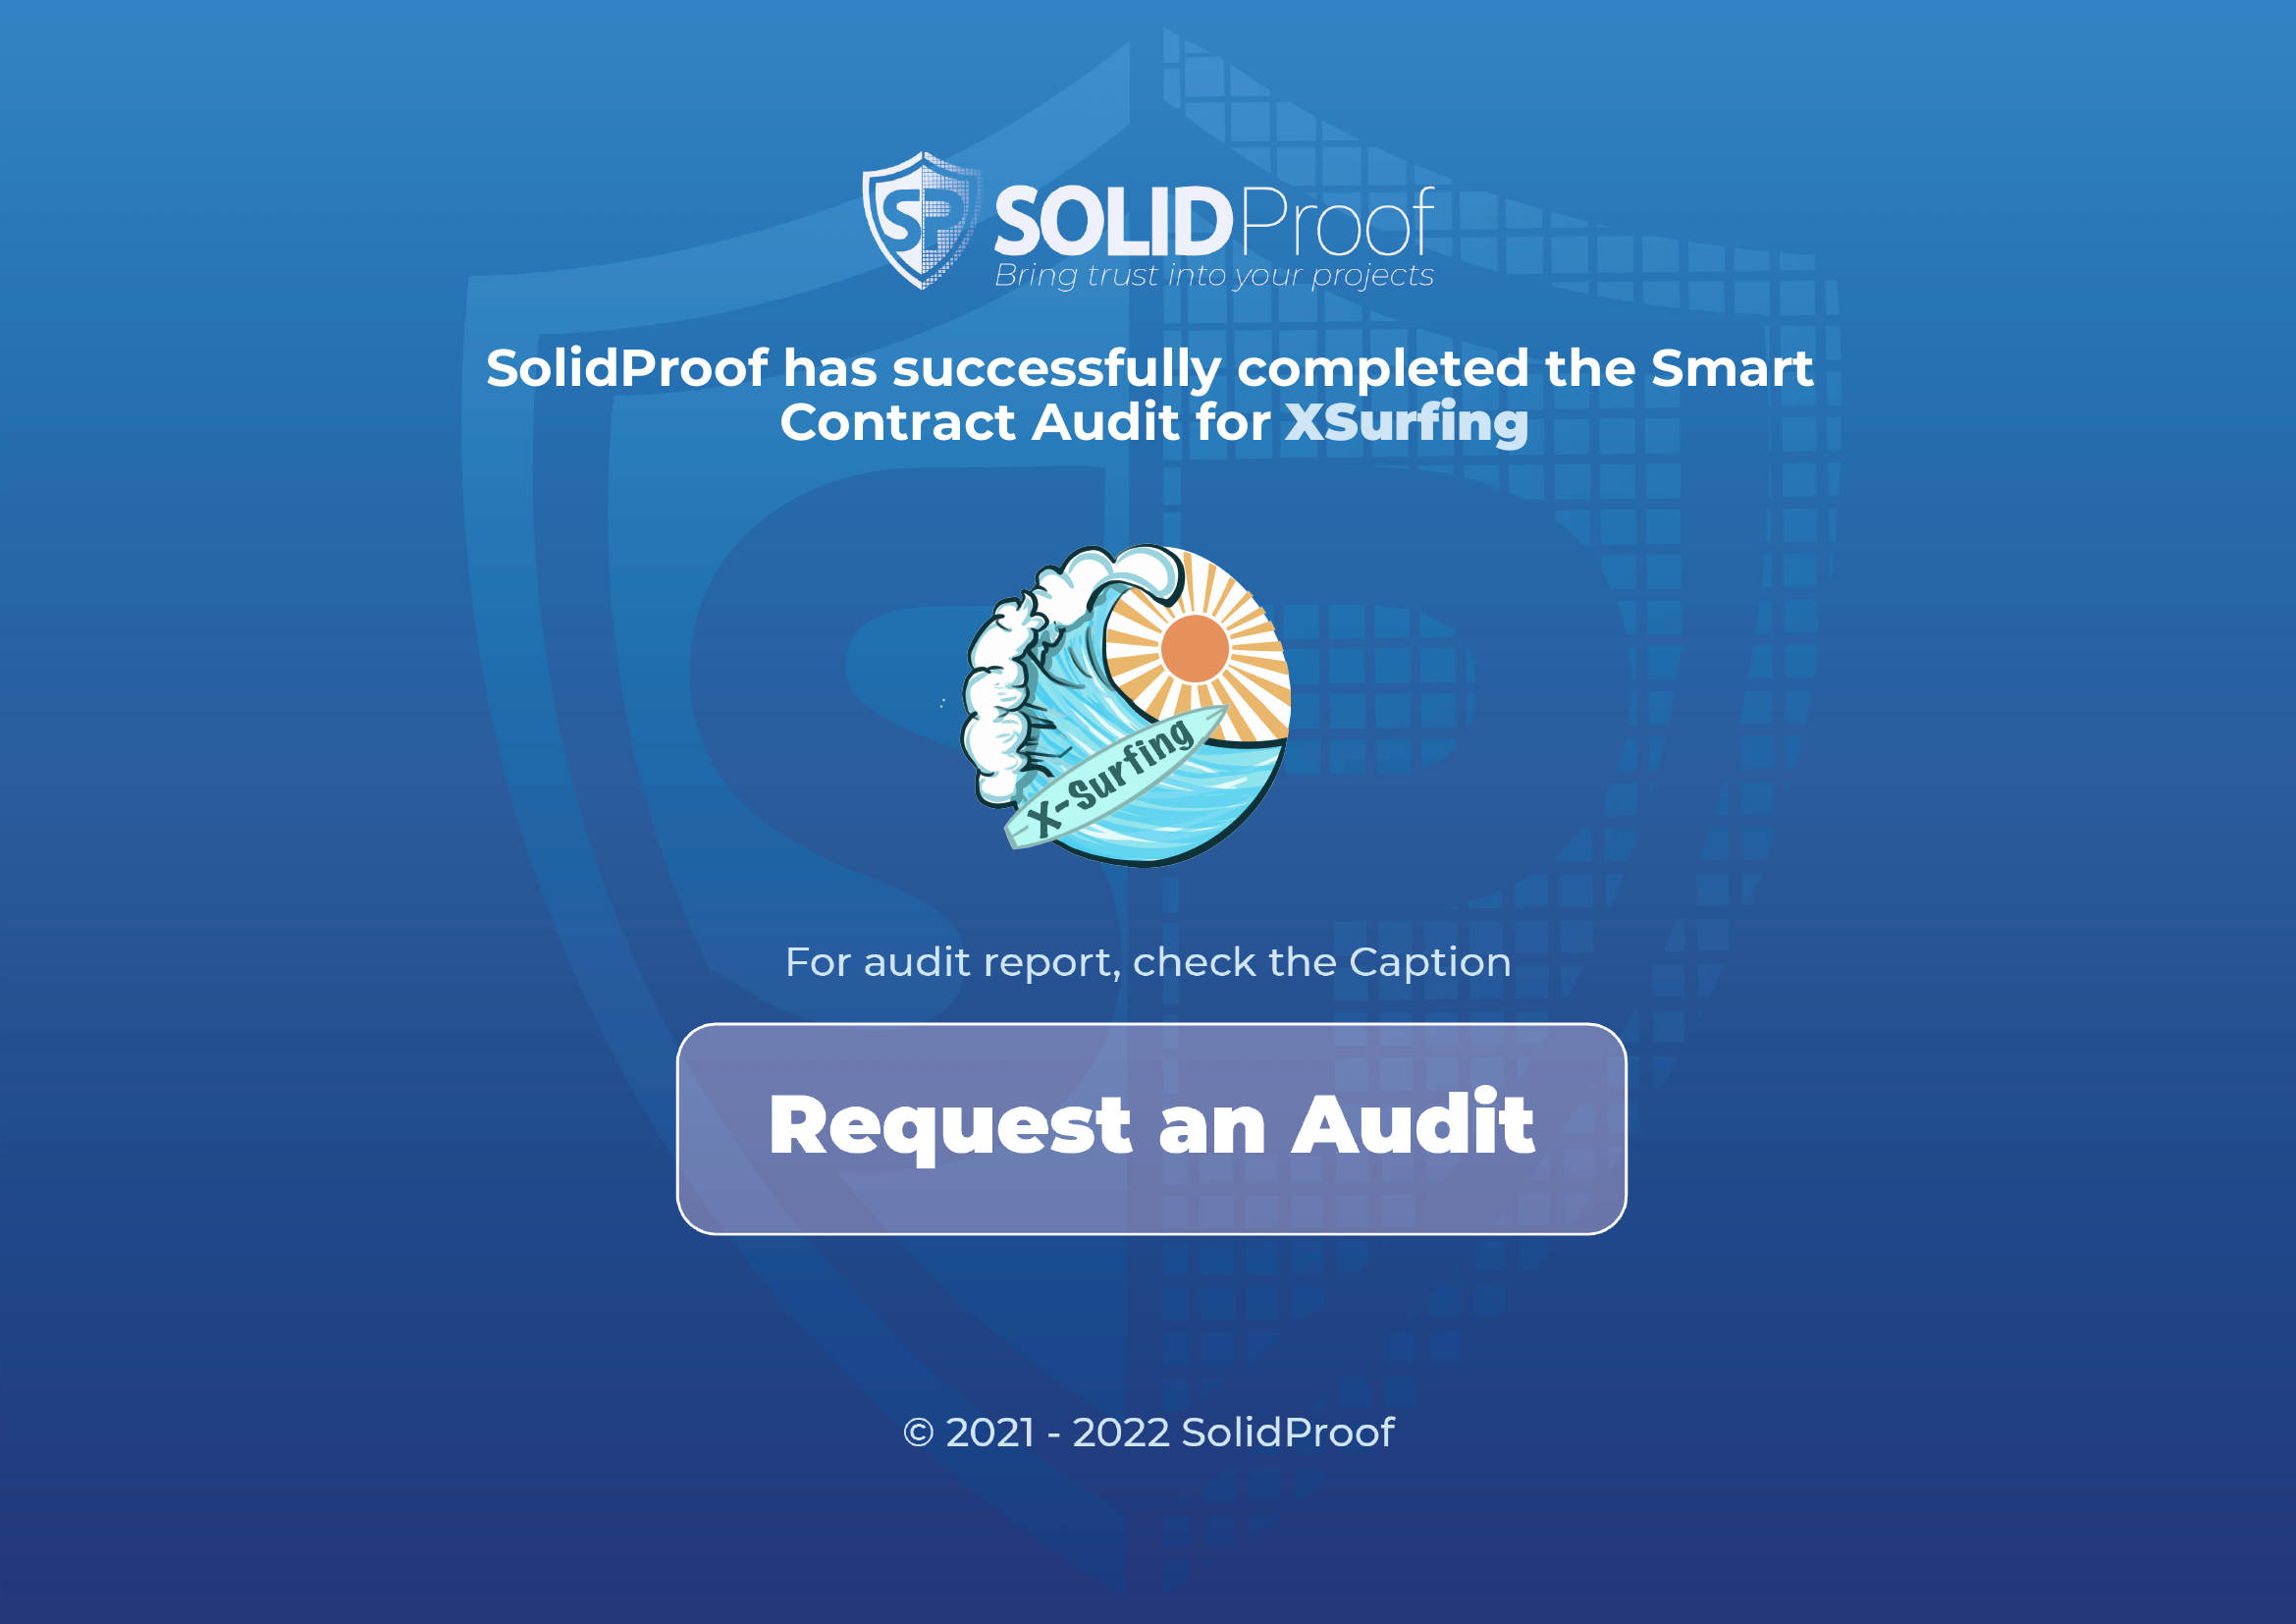 SP SOLIDProof
Bring trust into your projects
SolidProof has successfully completed the Smart
Contract Audit for XSurfing
X-Surfing
For audit report, check the Caption
Request an Audit
© 2021 - 2022 SolidProof